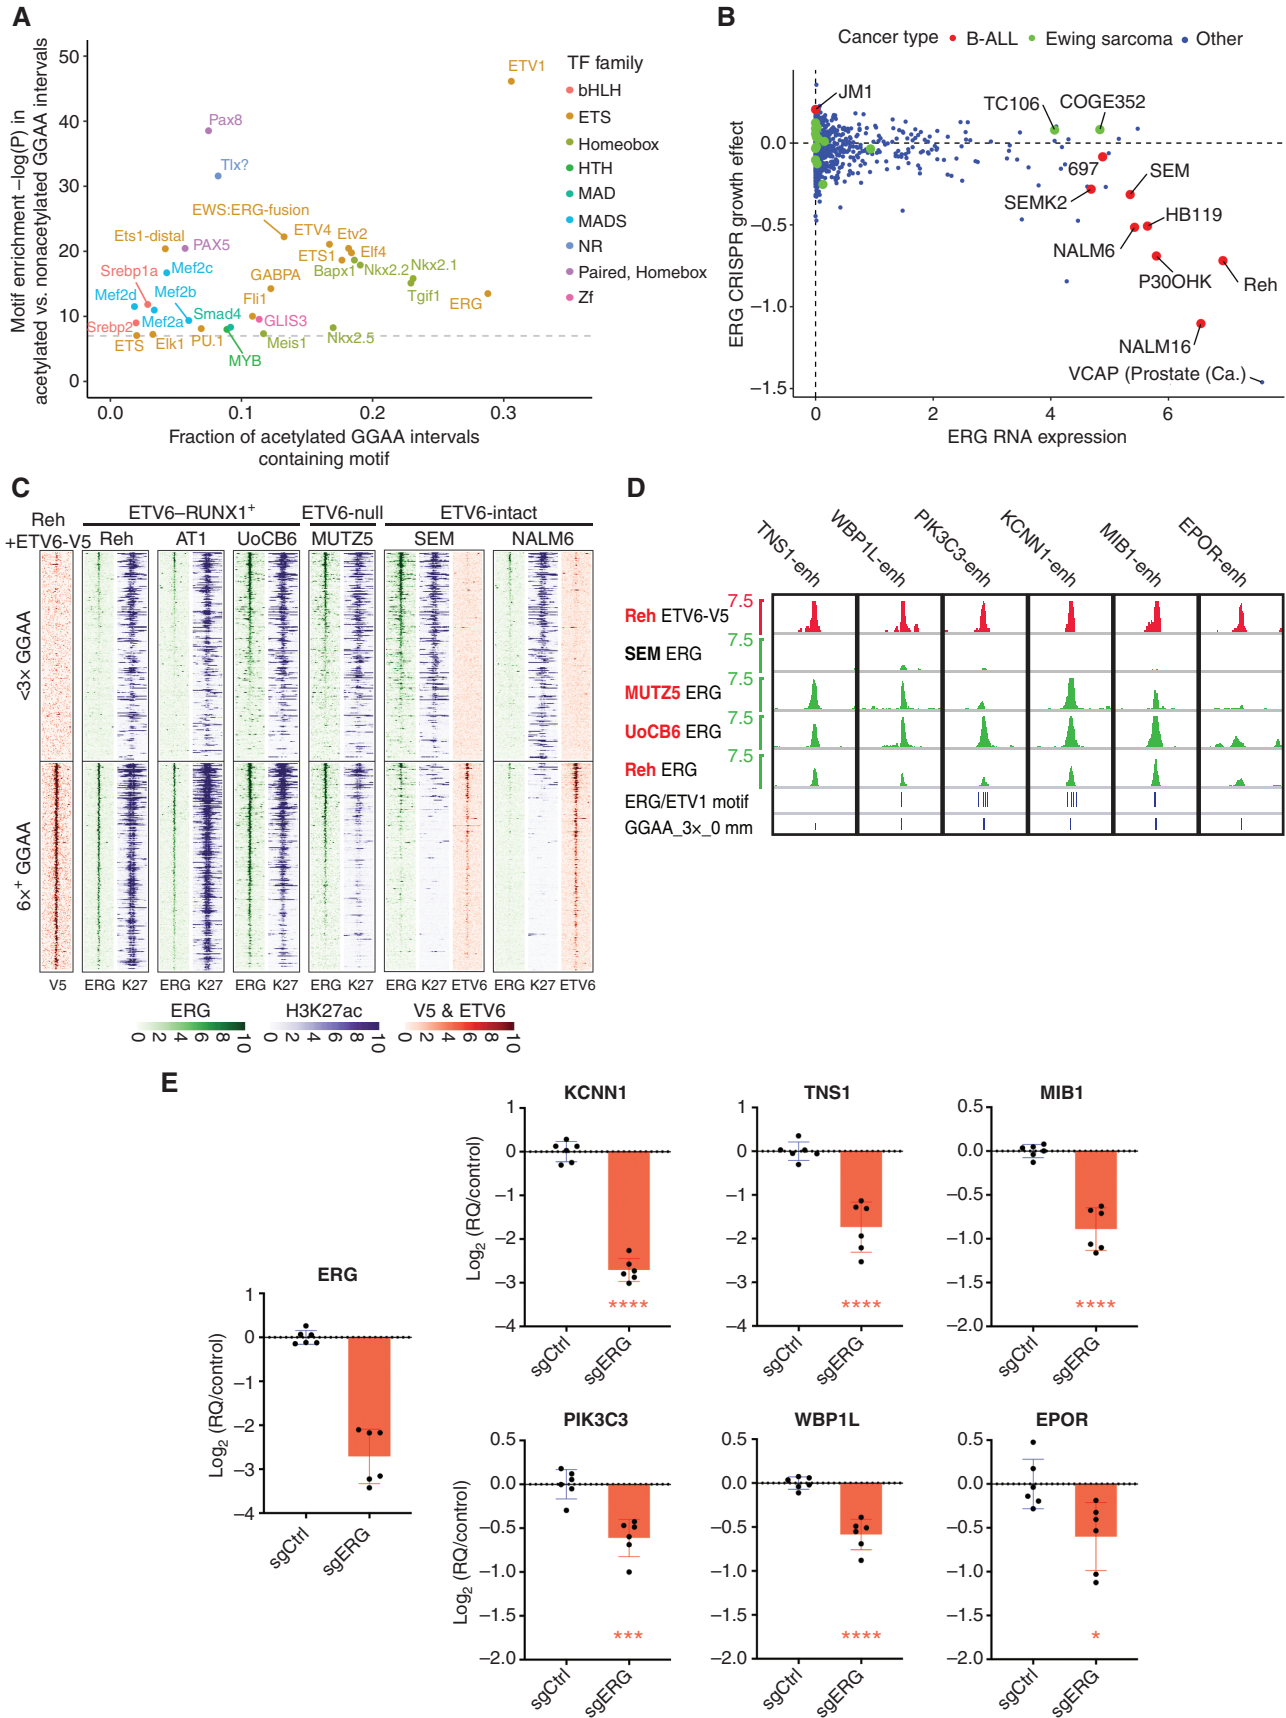 A
Motif enrichment –log(P) in
acetylated vs. nonacetylated GGAA intervals
50
40
30
20
10
0
0.0
0.1
0.2
0.3
Fraction of acetylated GGAA intervals
containing motif
ETV1
Pax8
Tlx?
EWS:ERG-fusion
ETV4
Etv2
Ets1-distal
PAX5
ETS1
Elf4
Bapx1
Nkx2.2
Nkx2.1
Srebp1a
Mef2c
GABPA
Tgif1
Mef2d
Mef2b
Fli1
ERG
Smad4
GLIS3
Srebp2
Mef2a
ETS
Elk1
PU.1
MYB
Meis1
Nkx2.5
TF family
bHLH
ETS
Homeobox
HTH
MAD
MADS
NR
Paired, Homebox
Zf
B
Cancer type
B-ALL
Ewing sarcoma
Other
ERG CRISPR growth effect
0.0
–0.5
–1.0
–1.5
0
2
4
6
ERG RNA expression
JM1
TC106
COGE352
697
SEM
SEMK2
HB119
NALM6
P30OHK
Reh
NALM16
VCAP (Prostate (Ca.)
C
Reh
+ETV6-V5
ETV6–RUNX1+
ETV6-null
ETV6-intact
Reh
AT1
UoCB6
MUTZ5
SEM
NALM6
<3× GGAA
6×+ GGAA
V5
ERG K27
ERG K27
ERG K27
ERG K27
ERG K27 ETV6
ERG K27 ETV6
ERG
H3K27ac
V5 & ETV6
0 2 4 6 8 10
0 2 4 6 8 10
0 2 4 6 8 10
D
TNS1-enh
WBP1L-enh
PIK3C3-enh
KCNN1-enh
MIB1-enh
EPOR-enh
7.5
Reh ETV6-V5
7.5
SEM ERG
7.5
MUTZ5 ERG
7.5
UoCB6 ERG
7.5
Reh ERG
ERG/ETV1 motif
GGAA_3×_0 mm
E
ERG
Log2 (RQ/control)
1
0
–1
–2
–3
–4
sgCtrl
sgERG
KCNN1
Log2 (RQ/control)
1
0
–1
–2
–3
–4
****
sgCtrl
sgERG
TNS1
1
0
–1
–2
–3
–4
****
sgCtrl
sgERG
MIB1
0.5
0.0
–0.5
–1.0
–1.5
–2.0
****
sgCtrl
sgERG
PIK3C3
Log2 (RQ/control)
0.5
0.0
–0.5
–1.0
–1.5
–2.0
***
sgCtrl
sgERG
WBP1L
0.5
0.0
–0.5
–1.0
–1.5
–2.0
****
sgCtrl
sgERG
EPOR
0.5
0.0
–0.5
–1.0
–1.5
–2.0
*
sgCtrl
sgERG